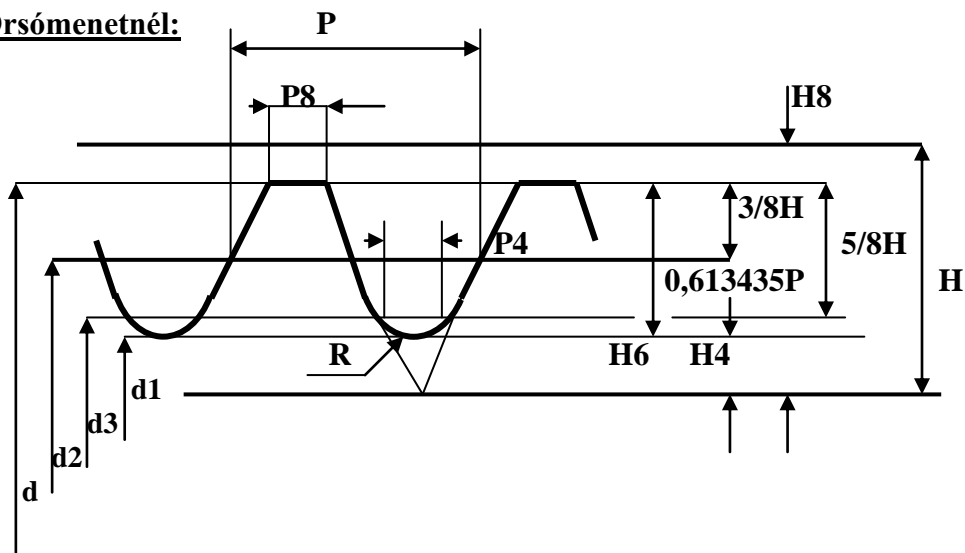 Orsómenetnél:
P
P8
H8
3/8H
P4
5/8H
0,613435P
H
R
H6
H4
d1
d3
d2
d